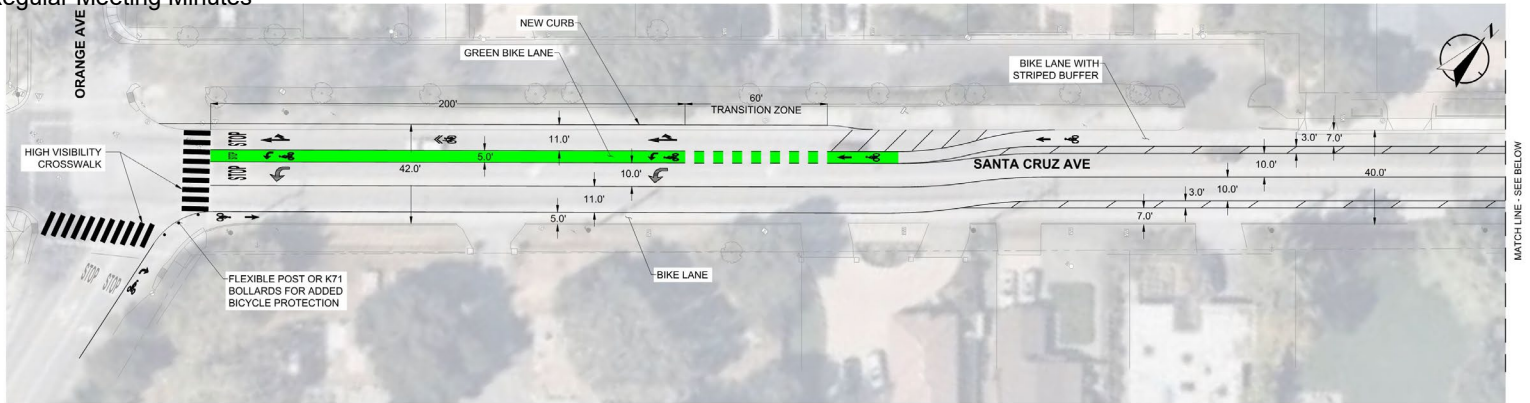 Regular Meeting Minutes
ORANGE AVE
NEW CURB
GREEN BIKE LANE
BIKE LANE WITH
STRIPED BUFFER
200'
60'
TRANSITION ZONE
HIGH VISIBILITY
CROSSWALK
STOP
STOP
11.0'
5.0'
42.0'
10.0'
11.0'
5.0'
SANTA CRUZ AVE
3.0'
7.0'
10.0'
10.0'
40.0'
3.0'
7.0'
STOP STOP
FLEXIBLE POST OR K71
BOLLARDS FOR ADDED
BICYCLE PROTECTION
BIKE LANE
MATCH LINE - SEE BELOW